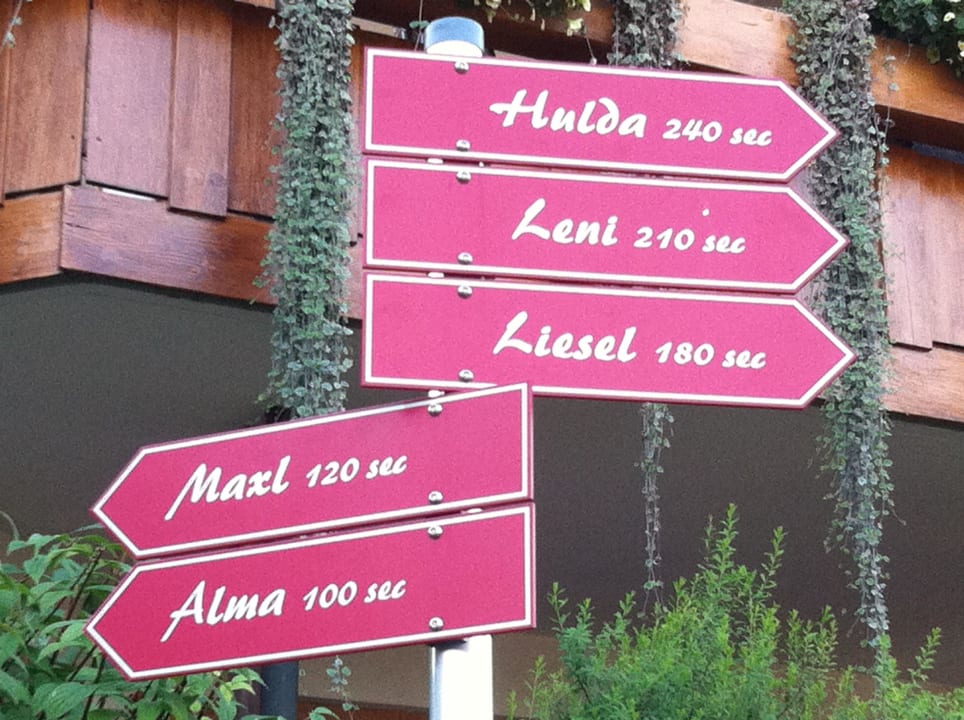 Hulda 240 sec
Leni 210 sec
Liesel 180 sec
Maxl 120 sec
Alma 100 sec